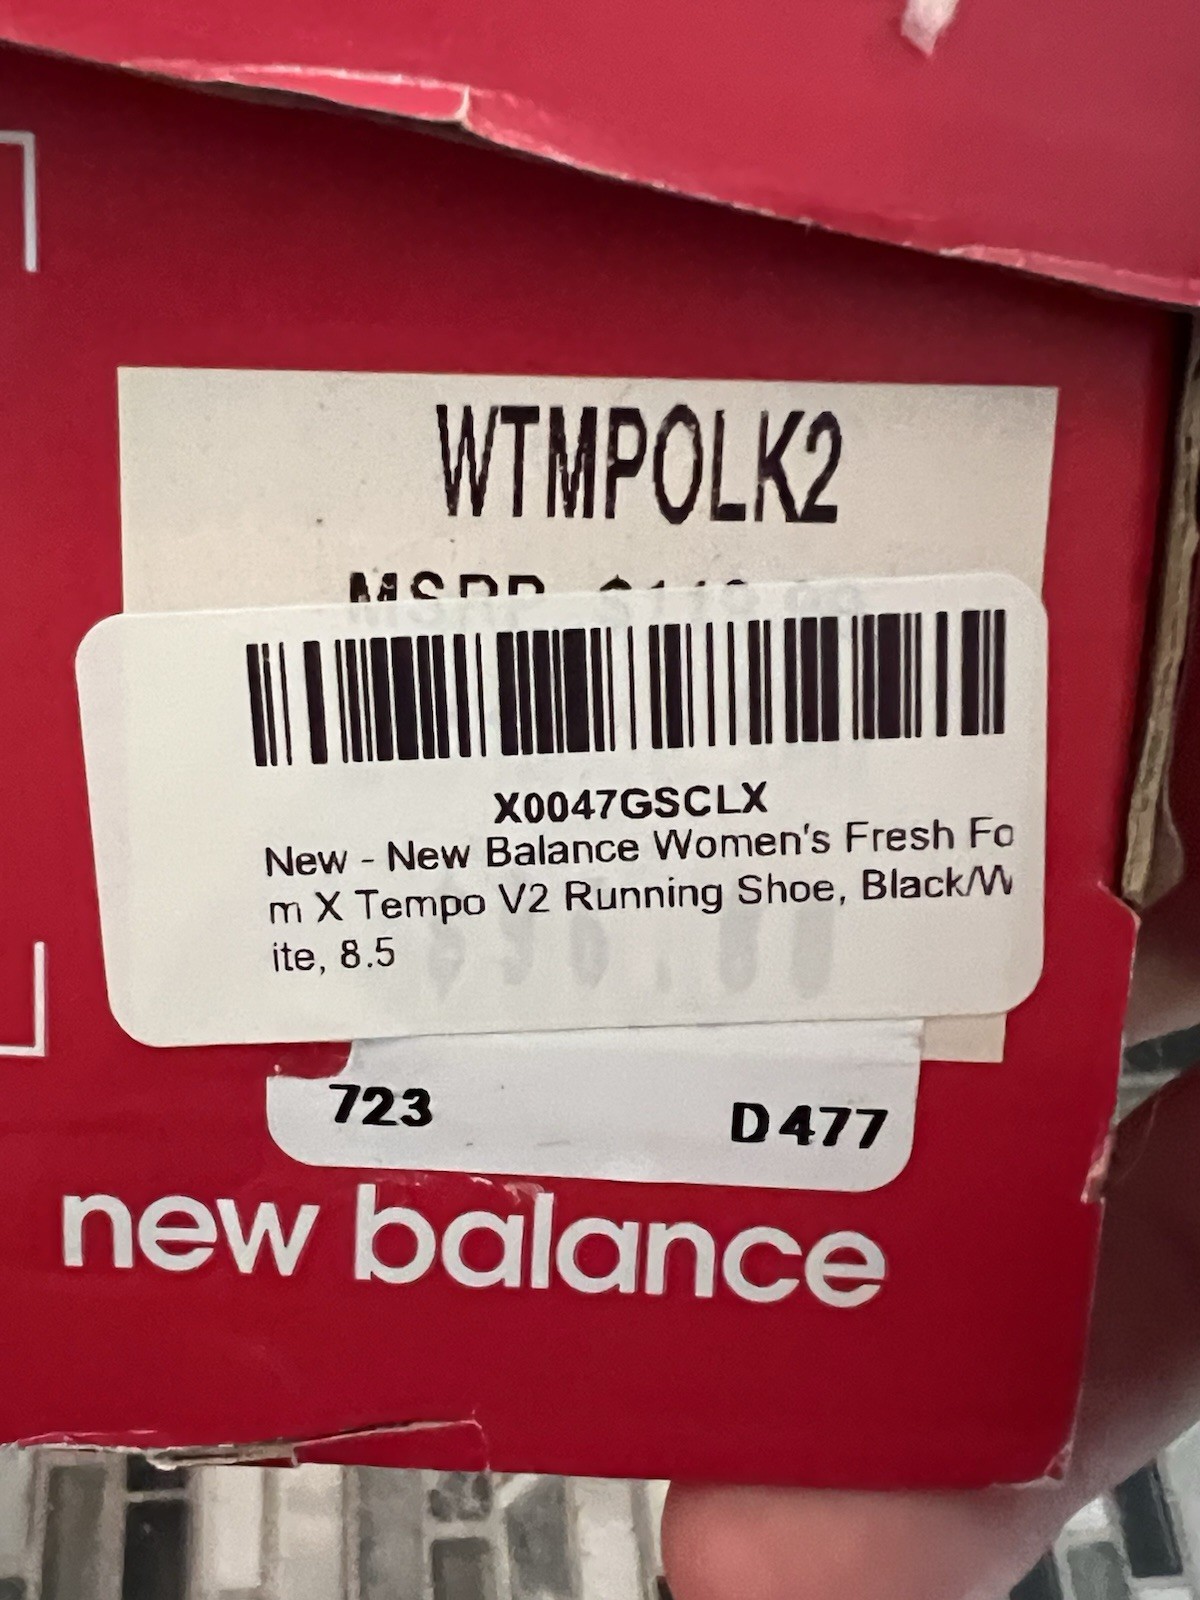 WTMPOLK2
MSRP
X0047GSCLX
New - New Balance Women's Fresh Fo
m X Tempo V2 Running Shoe, Black/W
ite, 8.5
723 D477
new balance